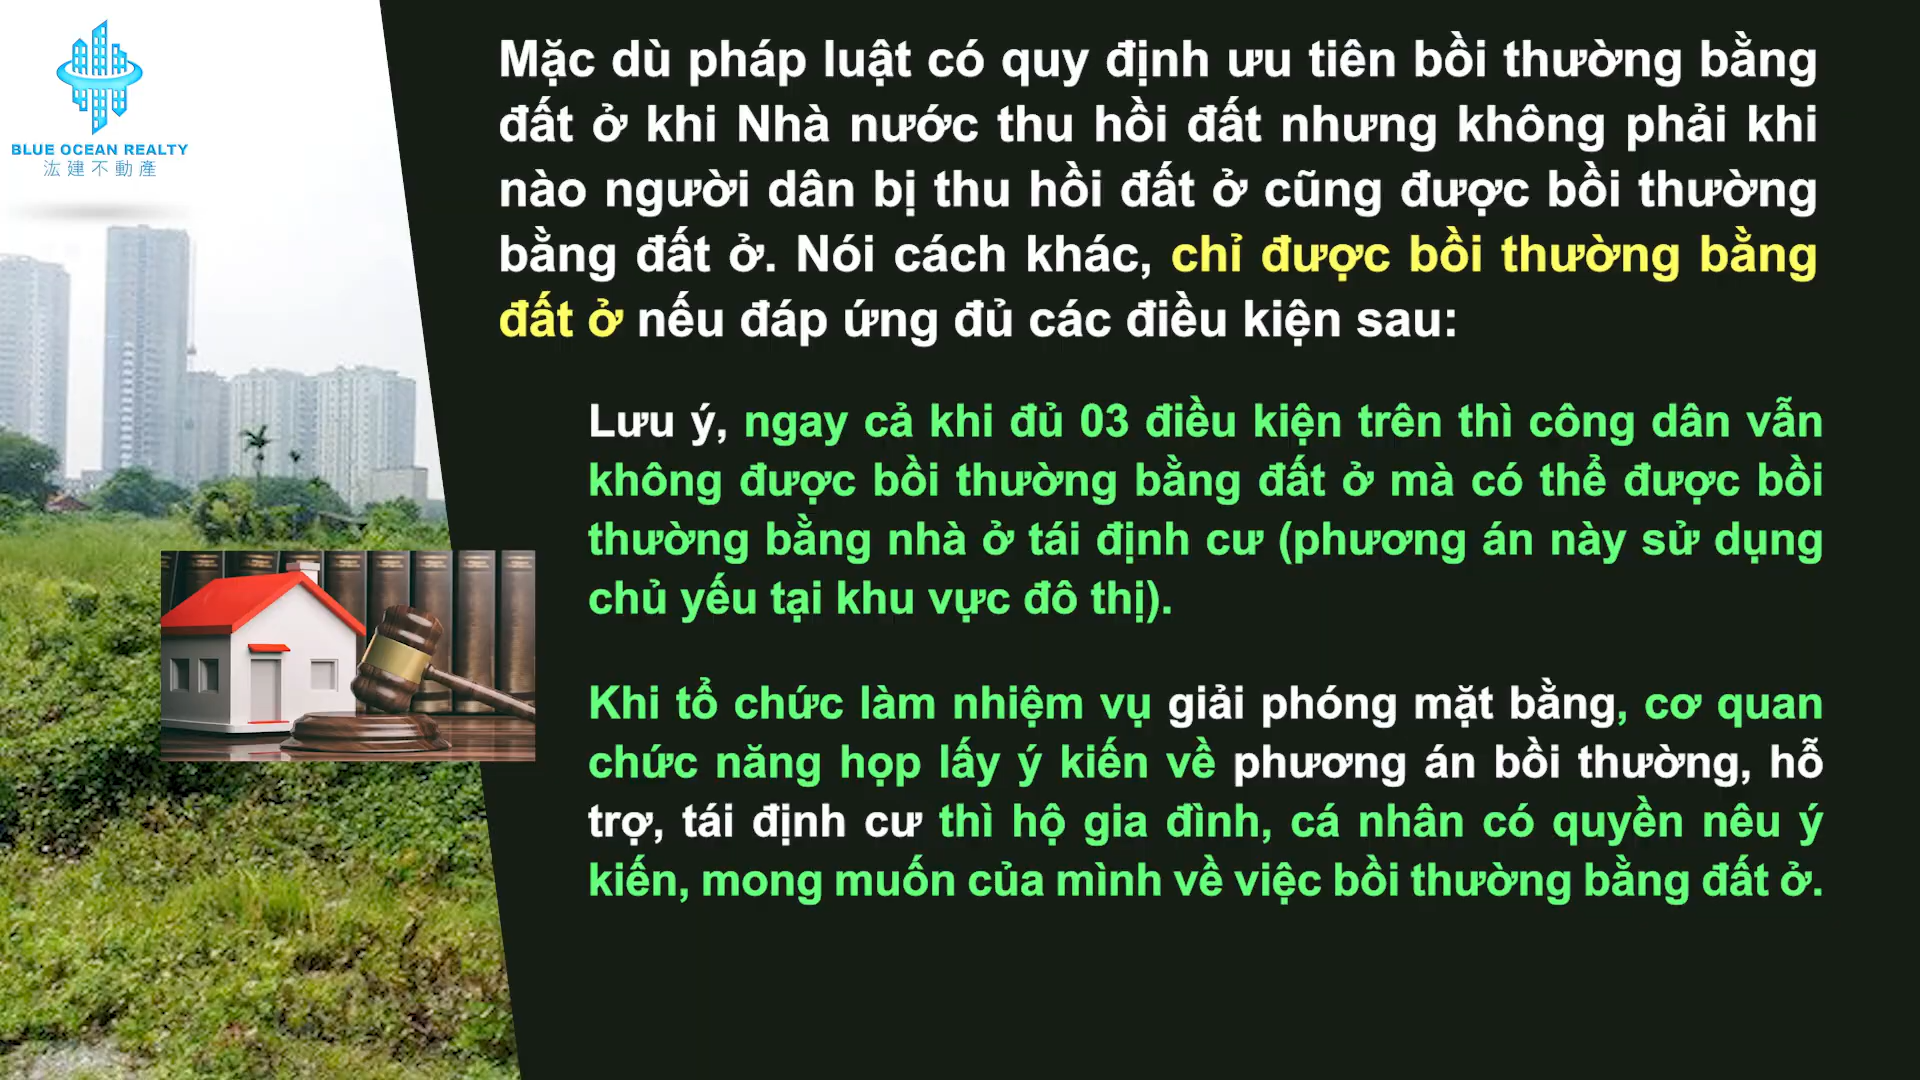 BLUE OCEAN REALTY
汯建不動產
Mặc dù pháp luật có quy định ưu tiên bồi thường bằng
đất ở khi Nhà nước thu hồi đất nhưng không phải khi
nào người dân bị thu hồi đất ở cũng được bồi thường
bằng đất ở. Nói cách khác, chỉ được bồi thường bằng
đất ở nếu đáp ứng đủ các điều kiện sau:
Lưu ý, ngay cả khi đủ 03 điều kiện trên thì công dân vẫn
không được bồi thường bằng đất ở mà có thể được bồi
thường bằng nhà ở tái định cư (phương án này sử dụng
chủ yếu tại khu vực đô thị).
Khi tổ chức làm nhiệm vụ giải phóng mặt bằng, cơ quan
chức năng họp lấy ý kiến về phương án bồi thường, hỗ
trợ, tái định cư thì hộ gia đình, cá nhân có quyền nêu ý
kiến, mong muốn của mình về việc bồi thường bằng đất ở.